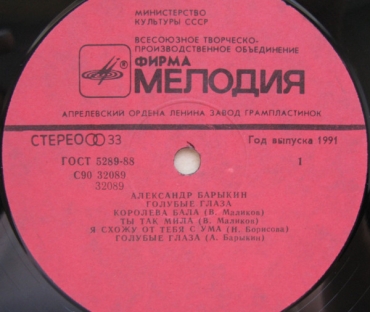 МИНИСТЕРСТВО
КУЛЬТУРЫ СССР
ВСЕСОЮЗНОЕ ТВОРЧЕСКО-
ПРОИЗВОДСТВЕННОЕ ОБЪЕДИНЕНИЕ
ФИРМА
МЕЛОДИЯ
АПРЕЛЕВСКИЙ ОРДЕНА ЛЕНИНА ЗАВОД ГРАМПЛАСТИНОК
СТЕРЕО 33
Год выпуска 1991
ГОСТ 5289-88
1
С90 32089
32089
АЛЕКСАНДР БАРЫКИН
ГОЛУБЫЕ ГЛАЗА
КОРОЛЕВА БАЛА (В. Маликов)
ТЫ ТАК МИЛА (В. Маликов)
Я СХОЖУ ОТ ТЕБЯ С УМА (Н. Борисова)
ГОЛУБЫЕ ГЛАЗА (А. Барыкин)